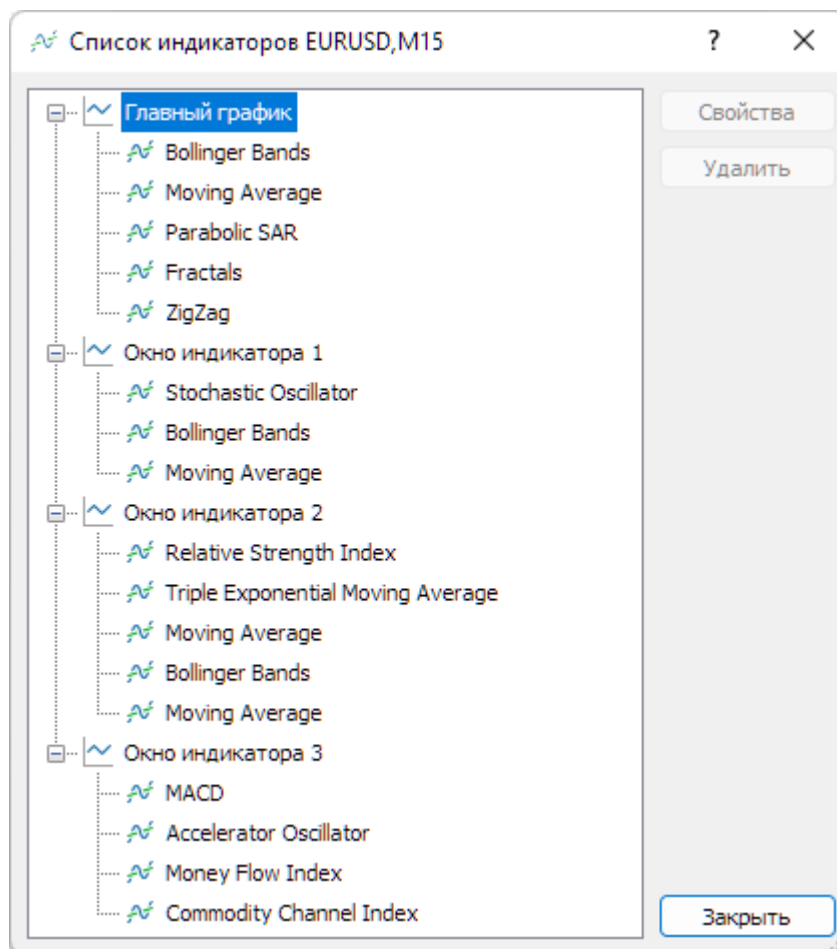 Список индикаторов EURUSD,M15
?
Главный график
Свойства
Bollinger Bands
Удалить
Moving Average
Parabolic SAR
Fractals
ZigZag
Окно индикатора 1
Stochastic Oscillator
Bollinger Bands
Moving Average
Окно индикатора 2
Relative Strength Index
Triple Exponential Moving Average
Moving Average
Bollinger Bands
Moving Average
Окно индикатора 3
MACD
Accelerator Oscillator
Money Flow Index
Commodity Channel Index
Закрыть